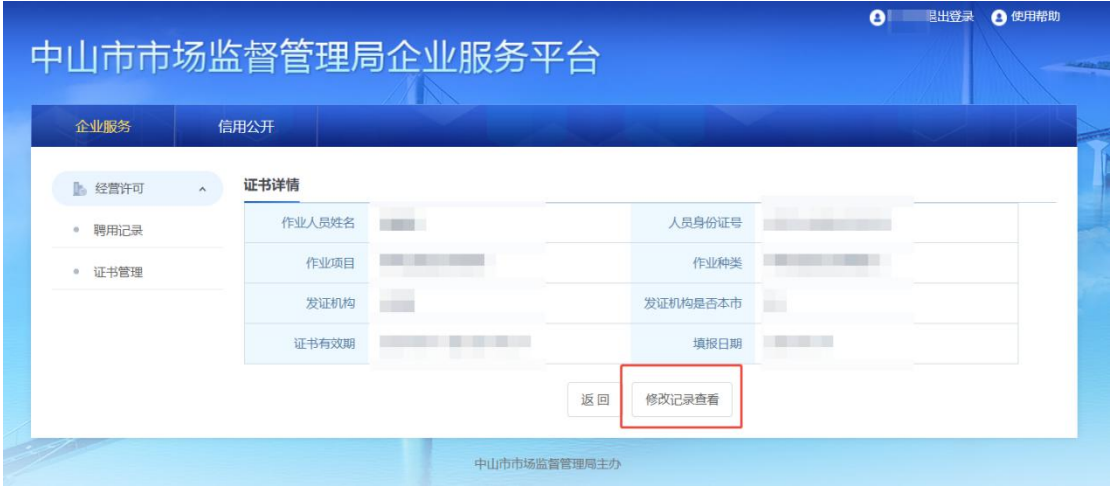 退出登录 使用帮助
中山市市场监督管理局企业服务平台
企业服务 信用公开
经营许可 证书详情
聘用记录
证书管理
作业人员姓名 人员身份证号
作业项目 作业种类
发证机构 发证机构是否本市
证书有效期 填报日期
返回 修改记录查看
中山市市场监督管理局主办